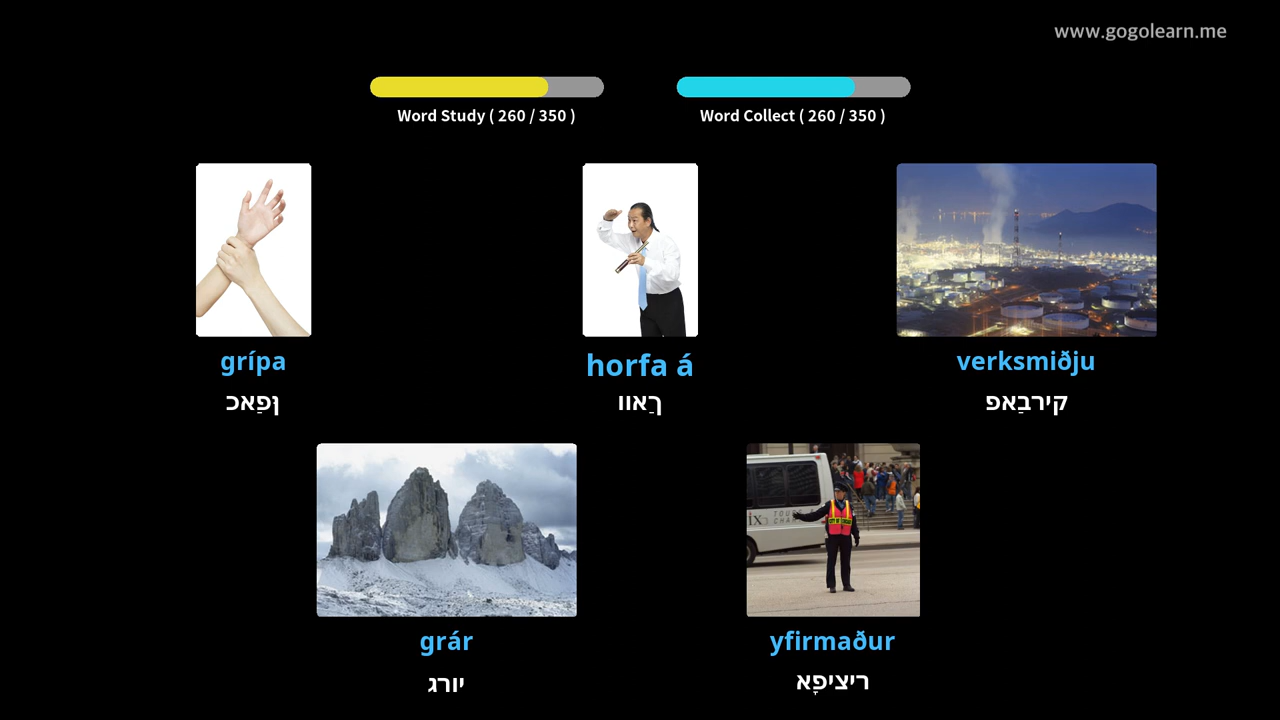 www.gogolearn.me
Word Study ( 260 / 350 )
Word Collect ( 260 / 350 )
grípa
ןּפַאכ
horfa á
ךַאוו
verksmiðju
קירבַאפ
grár
יורג
yfirmaður
ריציפָא